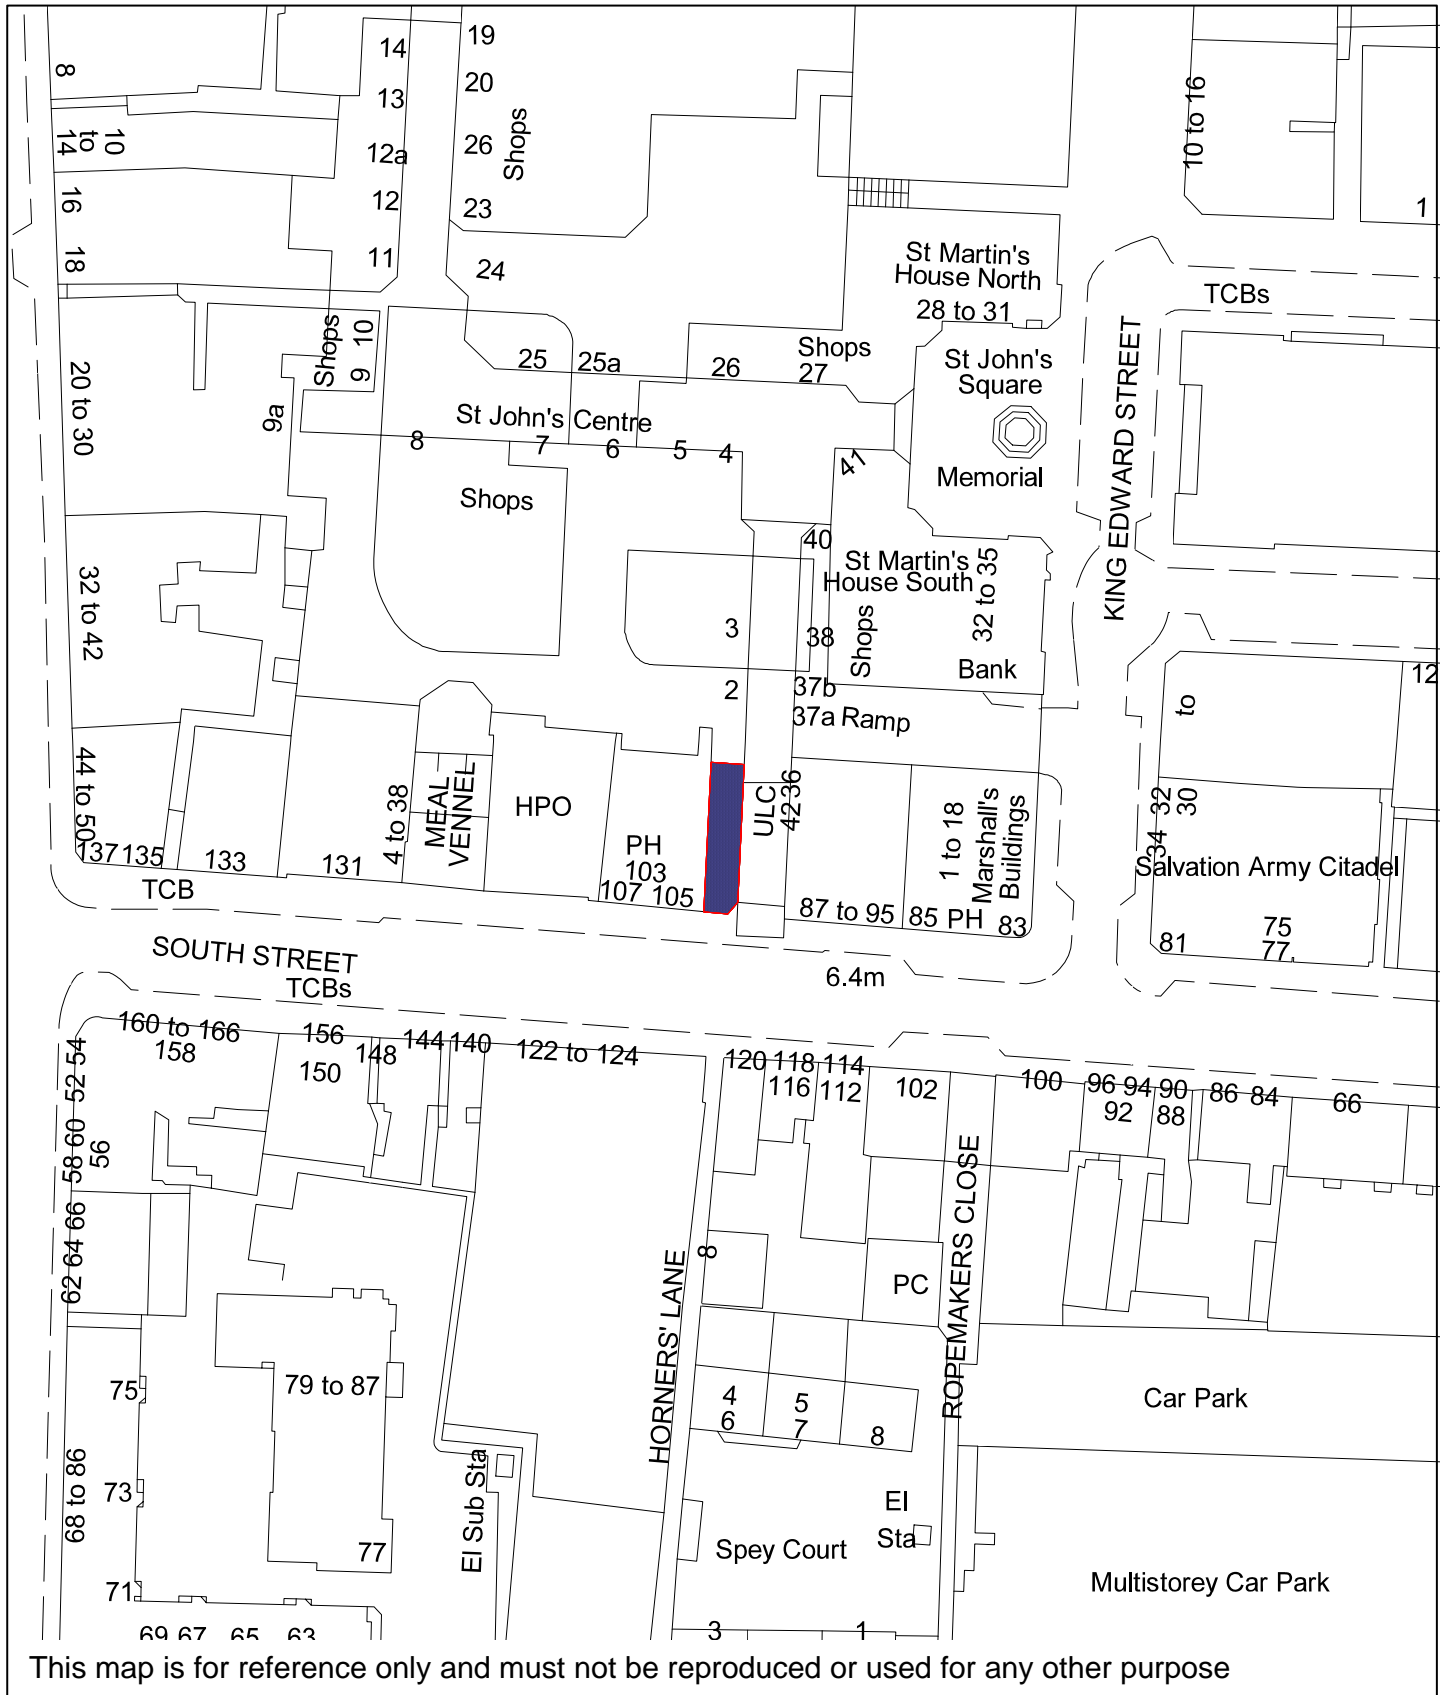 8
14
13
12a
12
11
19
20
26
23
24
Shops
10 to 16
1
10
to
14
16
18
St Martin's
House North
28 to 31
TCBs
KING EDWARD STREET
Shops
10
9
9a
20 to 30
25
25a
26
Shops
27
St John's
Square
St John's Centre
8
7
6
5
4
41
Memorial
Shops
40
St Martin's
House South
32 to 35
32 to 42
3
38
Shops
Bank
2
37b
37a
Ramp
12
to
44 to 50
4 to 38
MEAL
VENNEL
HPO
PH
103
107
105
ULC
42
36
1 to 18
Marshall's
Buildings
34
32
30
Salvation Army Citadel
137
135
133
131
TCB
87 to 95
85
PH
83
81
75
77
SOUTH STREET
TCBs
6.4m
160 to 166
158
156
150
148
144
140
122 to 124
120
118
116
114
112
102
100
96
94
92
90
88
86
84
66
54
52
60
58
56
66
64
62
8
HORNERS' LANE
ROPEMAKERS CLOSE
PC
75
79 to 87
4
6
5
7
8
Car Park
68 to 86
73
El Sub Sta
El
Sta
77
Spey Court
Multistorey Car Park
71
69
67
65
63
3
1
This map is for reference only and must not be reproduced or used for any other purpose